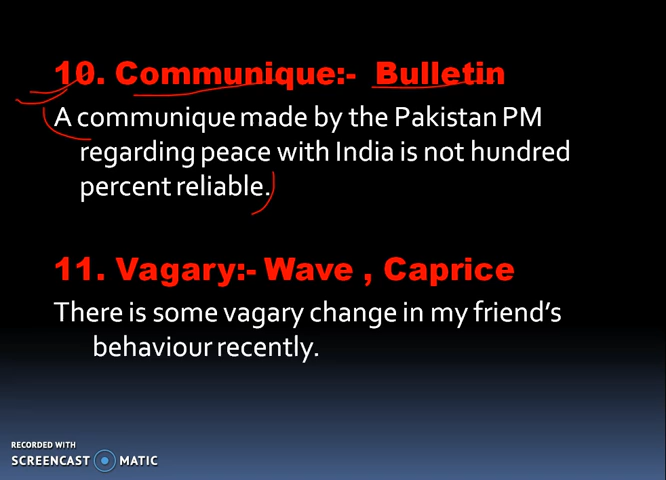 10. Communique:- Bulletin
A communique made by the Pakistan PM
regarding peace with India is not hundred
percent reliable.
11. Vagary:- Wave , Caprice
There is some vagary change in my friend's
behaviour recently.
RECORDED WITH
SCREENCAST MATIC